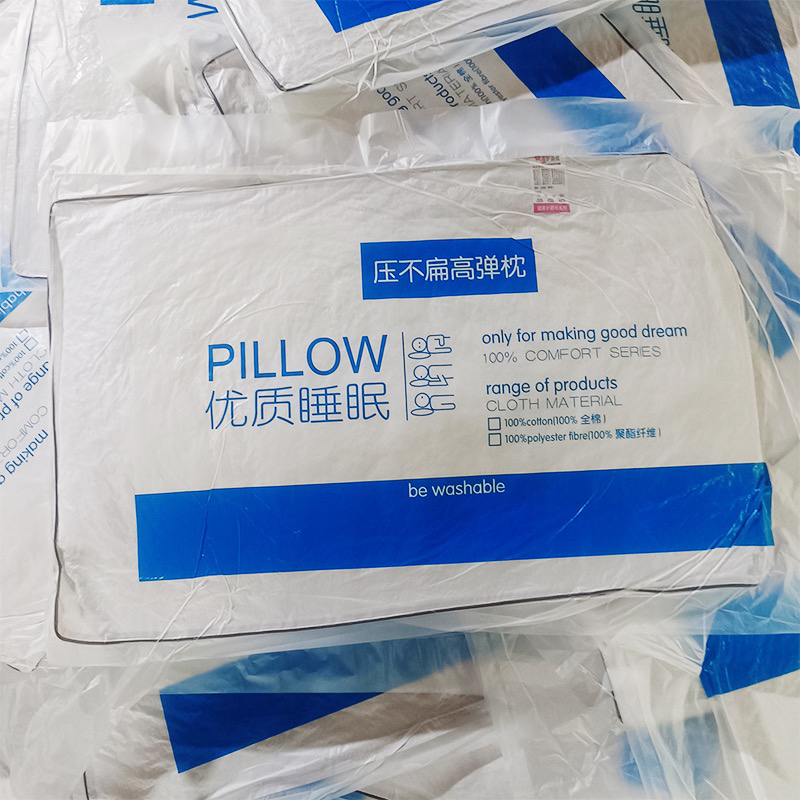 压不扁高弹枕
PILLOW
优质睡眠
only for making good dream
100% COMFORT SERIES
range of products
CLOTH MATERIAL
100%cotton(100% 全棉)
100%polyester fibre(100% 聚酯纤维)
be washable